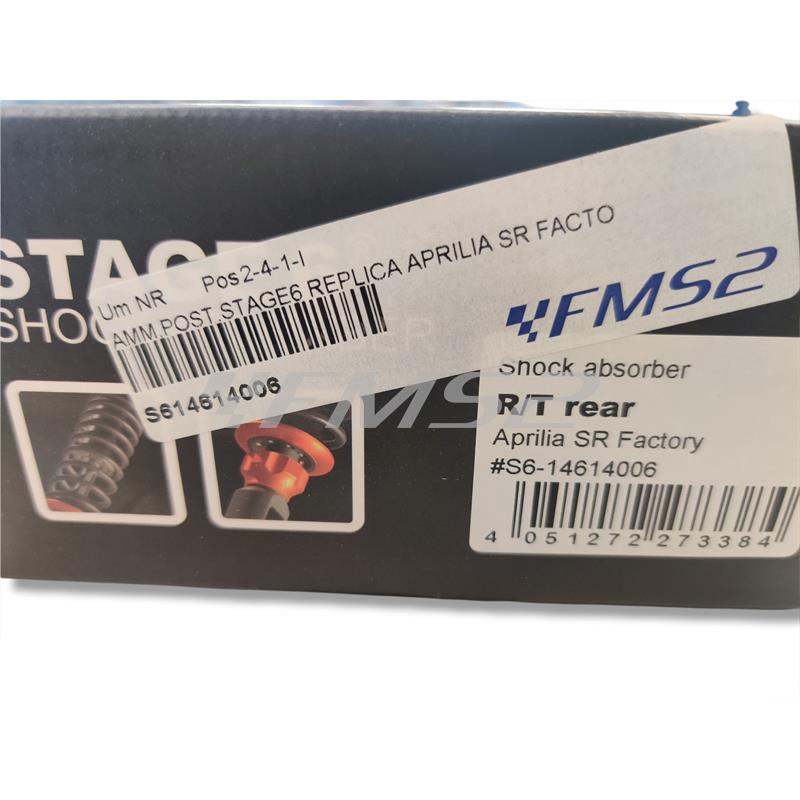 STAGE6
SHOC
BER
Um NR Pos2-4-1-I
AMM.POST.STAGE6 REPLICA APRILIA SR FACTO
S614614006
FMS2
FMS2
Shock absorber
R/T rear
Aprilia SR Factory
#S6-14614006
4 051272 273384